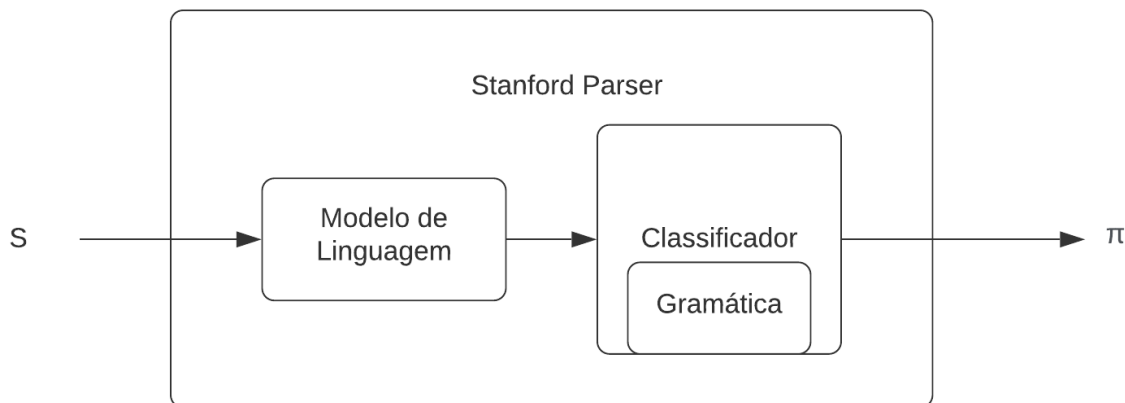 Stanford Parser
S
Modelo de
Linguagem
Classificador
π
Gramática